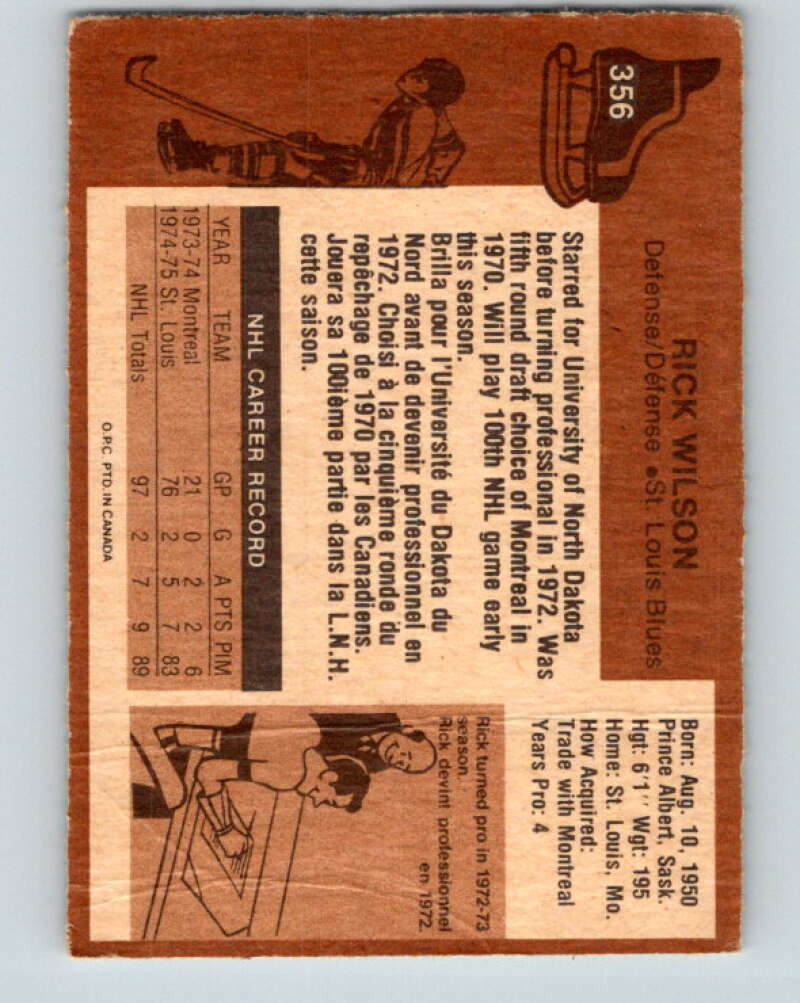 356
RICK WILSON
Defense/Défense •St. Louis Blues
Born: Aug. 10, 1950
Prince Albert, Sask.
Hgt: 6'1" Wgt: 195
Home: St. Louis, Mo.
How Acquired:
Trade with Montreal
Years Pro: 4
Starred for University of North Dakota
before turning professional in 1972. Was
fifth round draft choice of Montreal in
1970. Will play 100th NHL game early
this season.
Brilla pour l'Université du Dakota du
Nord avant de devenir professionnel en
1972. Choisi à la cinquième ronde du
repêchage de 1970 par les Canadiens.
Jouera sa 100ième partie dans la L.N.H.
cette saison.
NHL CAREER RECORD
YEAR TEAM GP G A PTS PIM
1973-74 Montreal 21 0 2 2 6
1974-75 St. Louis 76 2 5 7 83
NHL Totals 97 2 7 9 89
Rick turned pro in 1972-73
season.
Rick devint professionnel
en 1972.
O.P.C. PTD. IN CANADA